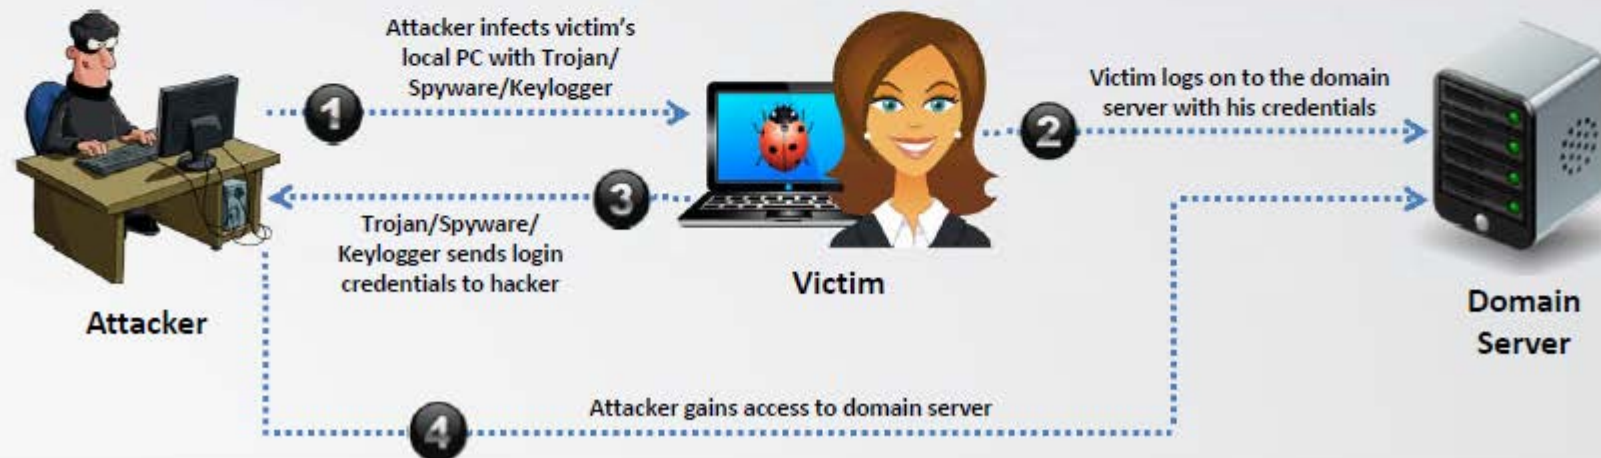 Attacker infects victim's
local PC with Trojan/
Spyware/Keylogger
1
Victim logs on to the domain
server with his credentials
2
3
Trojan/Spyware/
Keylogger sends login
credentials to hacker
Attacker
Victim
Domain
Server
Attacker gains access to domain server
4